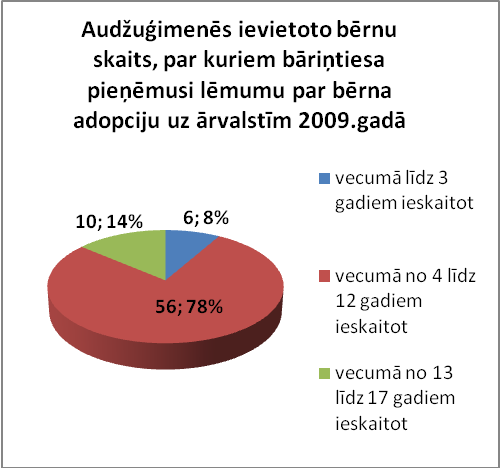 Audžuģimenēs ievietoto bērnu
skaits, par kuriem bāriņtiesa
pieņēmusi lēmumu par bērna
adopciju uz ārvalstīm 2009.gadā
10; 14%
6; 8%
56; 78%
vecumā līdz 3
gadiem ieskaitot
vecumā no 4 līdz
12 gadiem
ieskaitot
vecumā no 13
līdz 17 gadiem
ieskaitot